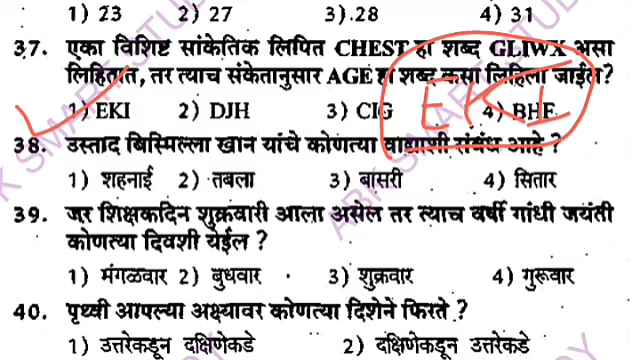 1) 23 2) 27 3) 28 4) 31
37. एका विशिष्ट सांकेतिक लिपित CHEST हा शब्द GLIWX असा
लिहितात, तर त्याच संकेतानुसार AGE हा शब्द कसा लिहिला जाईल?
1) EKI 2) DJH 3) CIG 4) BHF
EKI
38. उस्ताद बिस्मिल्ला खान यांचे कोणत्या वाद्याशी संबंध आहे ?
1) शहनाई 2) तबला 3) बासरी 4) सितार
39. जर शिक्षकदिन शुक्रवारी आला असेल तर त्याच वर्षी गांधी जयंती
कोणत्या दिवशी येईल ?
1) मंगळवार 2) बुधवार 3) शुक्रवार 4) गुरूवार
40. पृथ्वी आपल्या अक्ष्यावर कोणत्या दिशेने फिरते ?
1) उत्तरेकडून दक्षिणेकडे 2) दक्षिणेकडून उत्तरेकडे